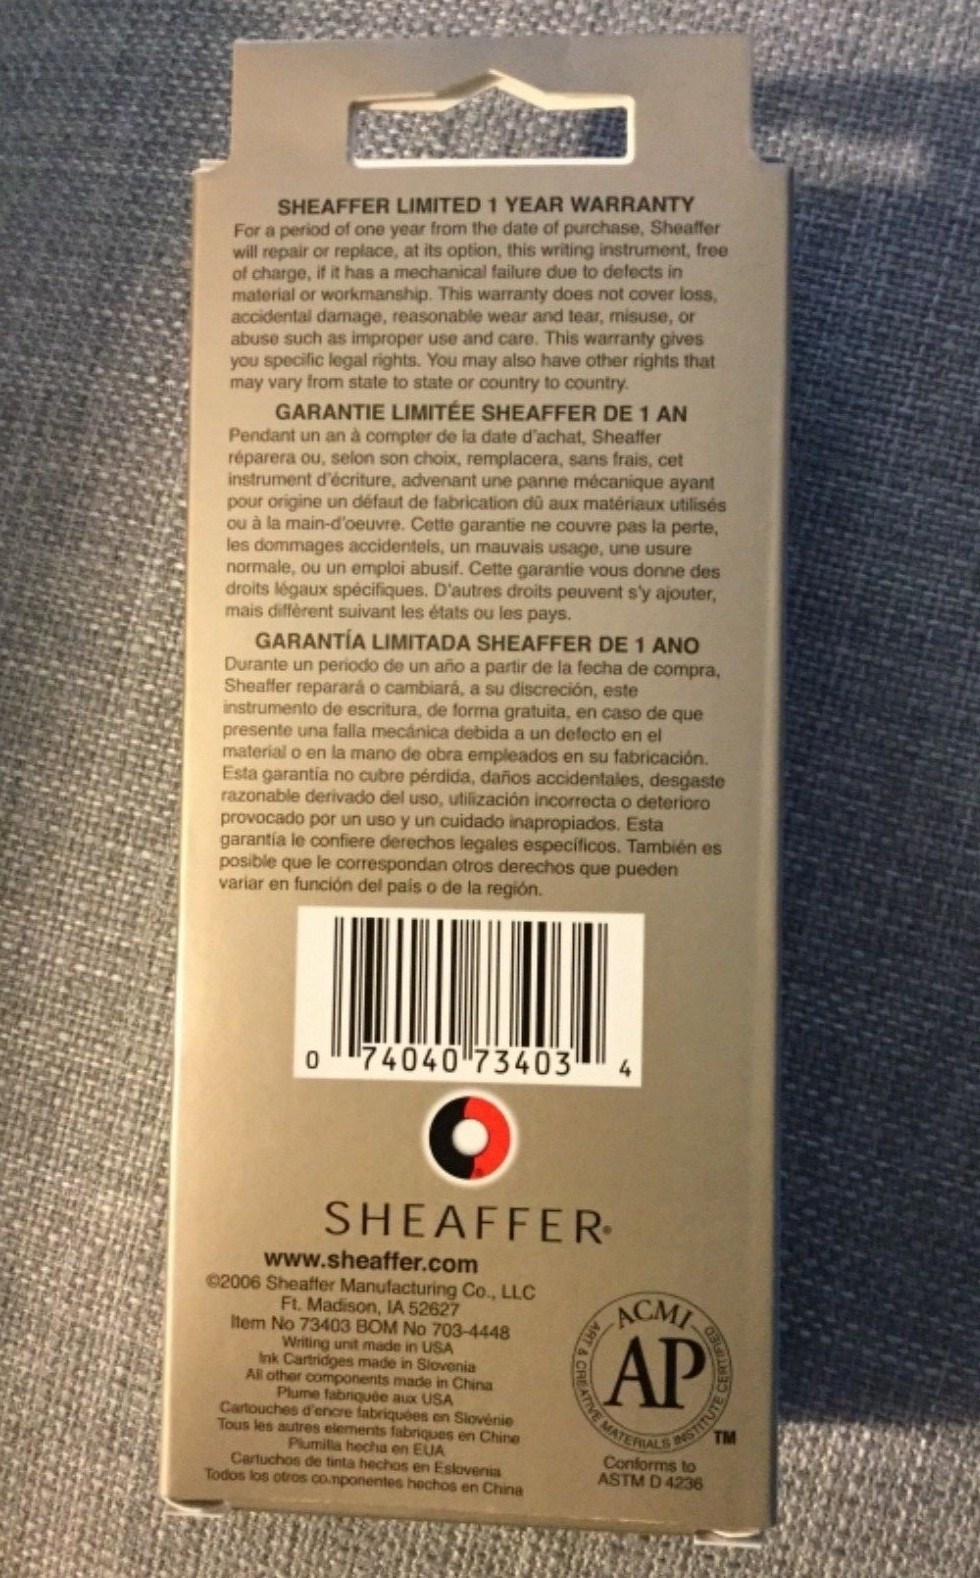 SHEAFFER LIMITED 1 YEAR WARRANTY
For a period of one year from the date of purchase, Sheaffer
will repair or replace, at its option, this writing instrument, free
of charge, if it has a mechanical failure due to defects in
material or workmanship. This warranty does not cover loss,
accidental damage, reasonable wear and tear, misuse, or
abuse such as improper use and care. This warranty gives
you specific legal rights. You may also have other rights that
may vary from state to state or country to country.
GARANTIE LIMITÉE SHEAFFER DE 1 AN
Pendant un an à compter de la date d'achat, Sheaffer
réparera ou, selon son choix, remplacera, sans frais, cet
instrument d'écriture, advenant une panne mécanique ayant
pour origine un défaut de fabrication dû aux matériaux utilisés
ou à la main-d'oeuvre. Cette garantie ne couvre pas la perte,
les dommages accidentels, un mauvais usage, une usure
normale, ou un emploi abusif. Cette garantie vous donne des
droits légaux spécifiques. D'autres droits peuvent s'y ajouter,
mais diffèrent suivant les états ou les pays.
GARANTÍA LIMITADA SHEAFFER DE 1 ANO
Durante un periodo de un año a partir de la fecha de compra,
Sheaffer reparará o cambiará, a su discreción, este
instrumento de escritura, de forma gratuita, en caso de que
presente una falla mecánica debida a un defecto en el
material o en la mano de obra empleados en su fabricación.
Esta garantía no cubre pérdida, daños accidentales, desgaste
razonable derivado del uso, utilización incorrecta o deterioro
provocado por un uso y un cuidado inapropiados. Esta
garantía le confiere derechos legales específicos. También es
posible que le correspondan otros derechos que pueden
variar en función del país o de la región.
0 74040 73403 4
SHEAFFER®
www.sheaffer.com
©2006 Sheaffer Manufacturing Co., LLC
Ft. Madison, IA 52627
Item No 73403 BOM No 703-4448
Writing unit made in USA
Ink Cartridges made in Slovenia
All other components made in China
Plume fabriquée aux USA
Cartouches d'encre fabriquées en Slovénie
Tous les autres elements fabriques en Chine
Plumilla hecha en EUA
Cartuchos de tinta hechos en Eslovenia
Todos los otros componentes hechos en China
ACMI
AP
ART & CREATIVE MATERIALS INSTITUTE CERTIFIED
TM
Conforms to
ASTM D 4236